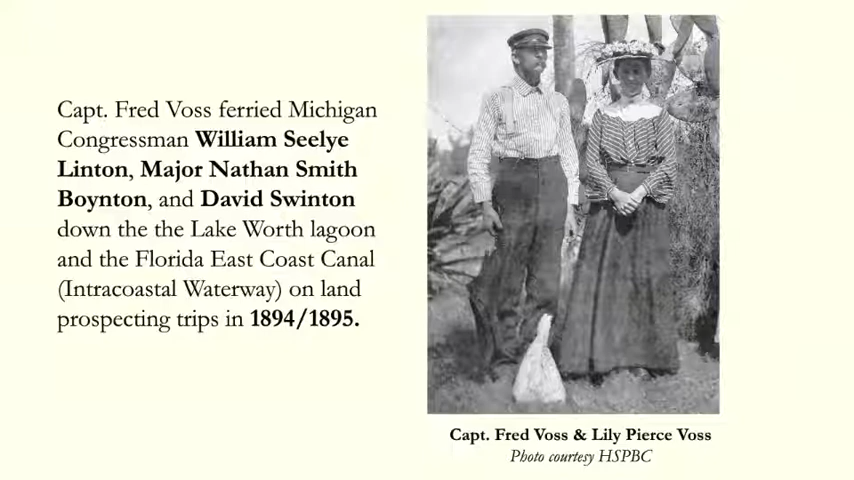 Capt. Fred Voss ferried Michigan
Congressman William Seelye
Linton, Major Nathan Smith
Boynton, and David Swinton
down the the Lake Worth lagoon
and the Florida East Coast Canal
(Intracoastal Waterway) on land
prospecting trips in 1894/1895.
Capt. Fred Voss & Lily Pierce Voss
Photo courtesy HSPBC